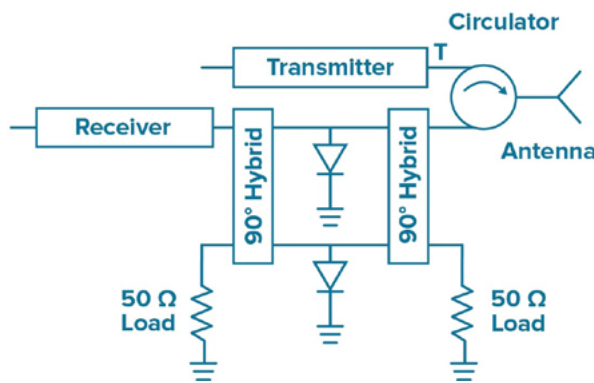 Circulator
T
Transmitter
Receiver
Antenna
90° Hybrid
90° Hybrid
50 Ω
Load
50 Ω
Load